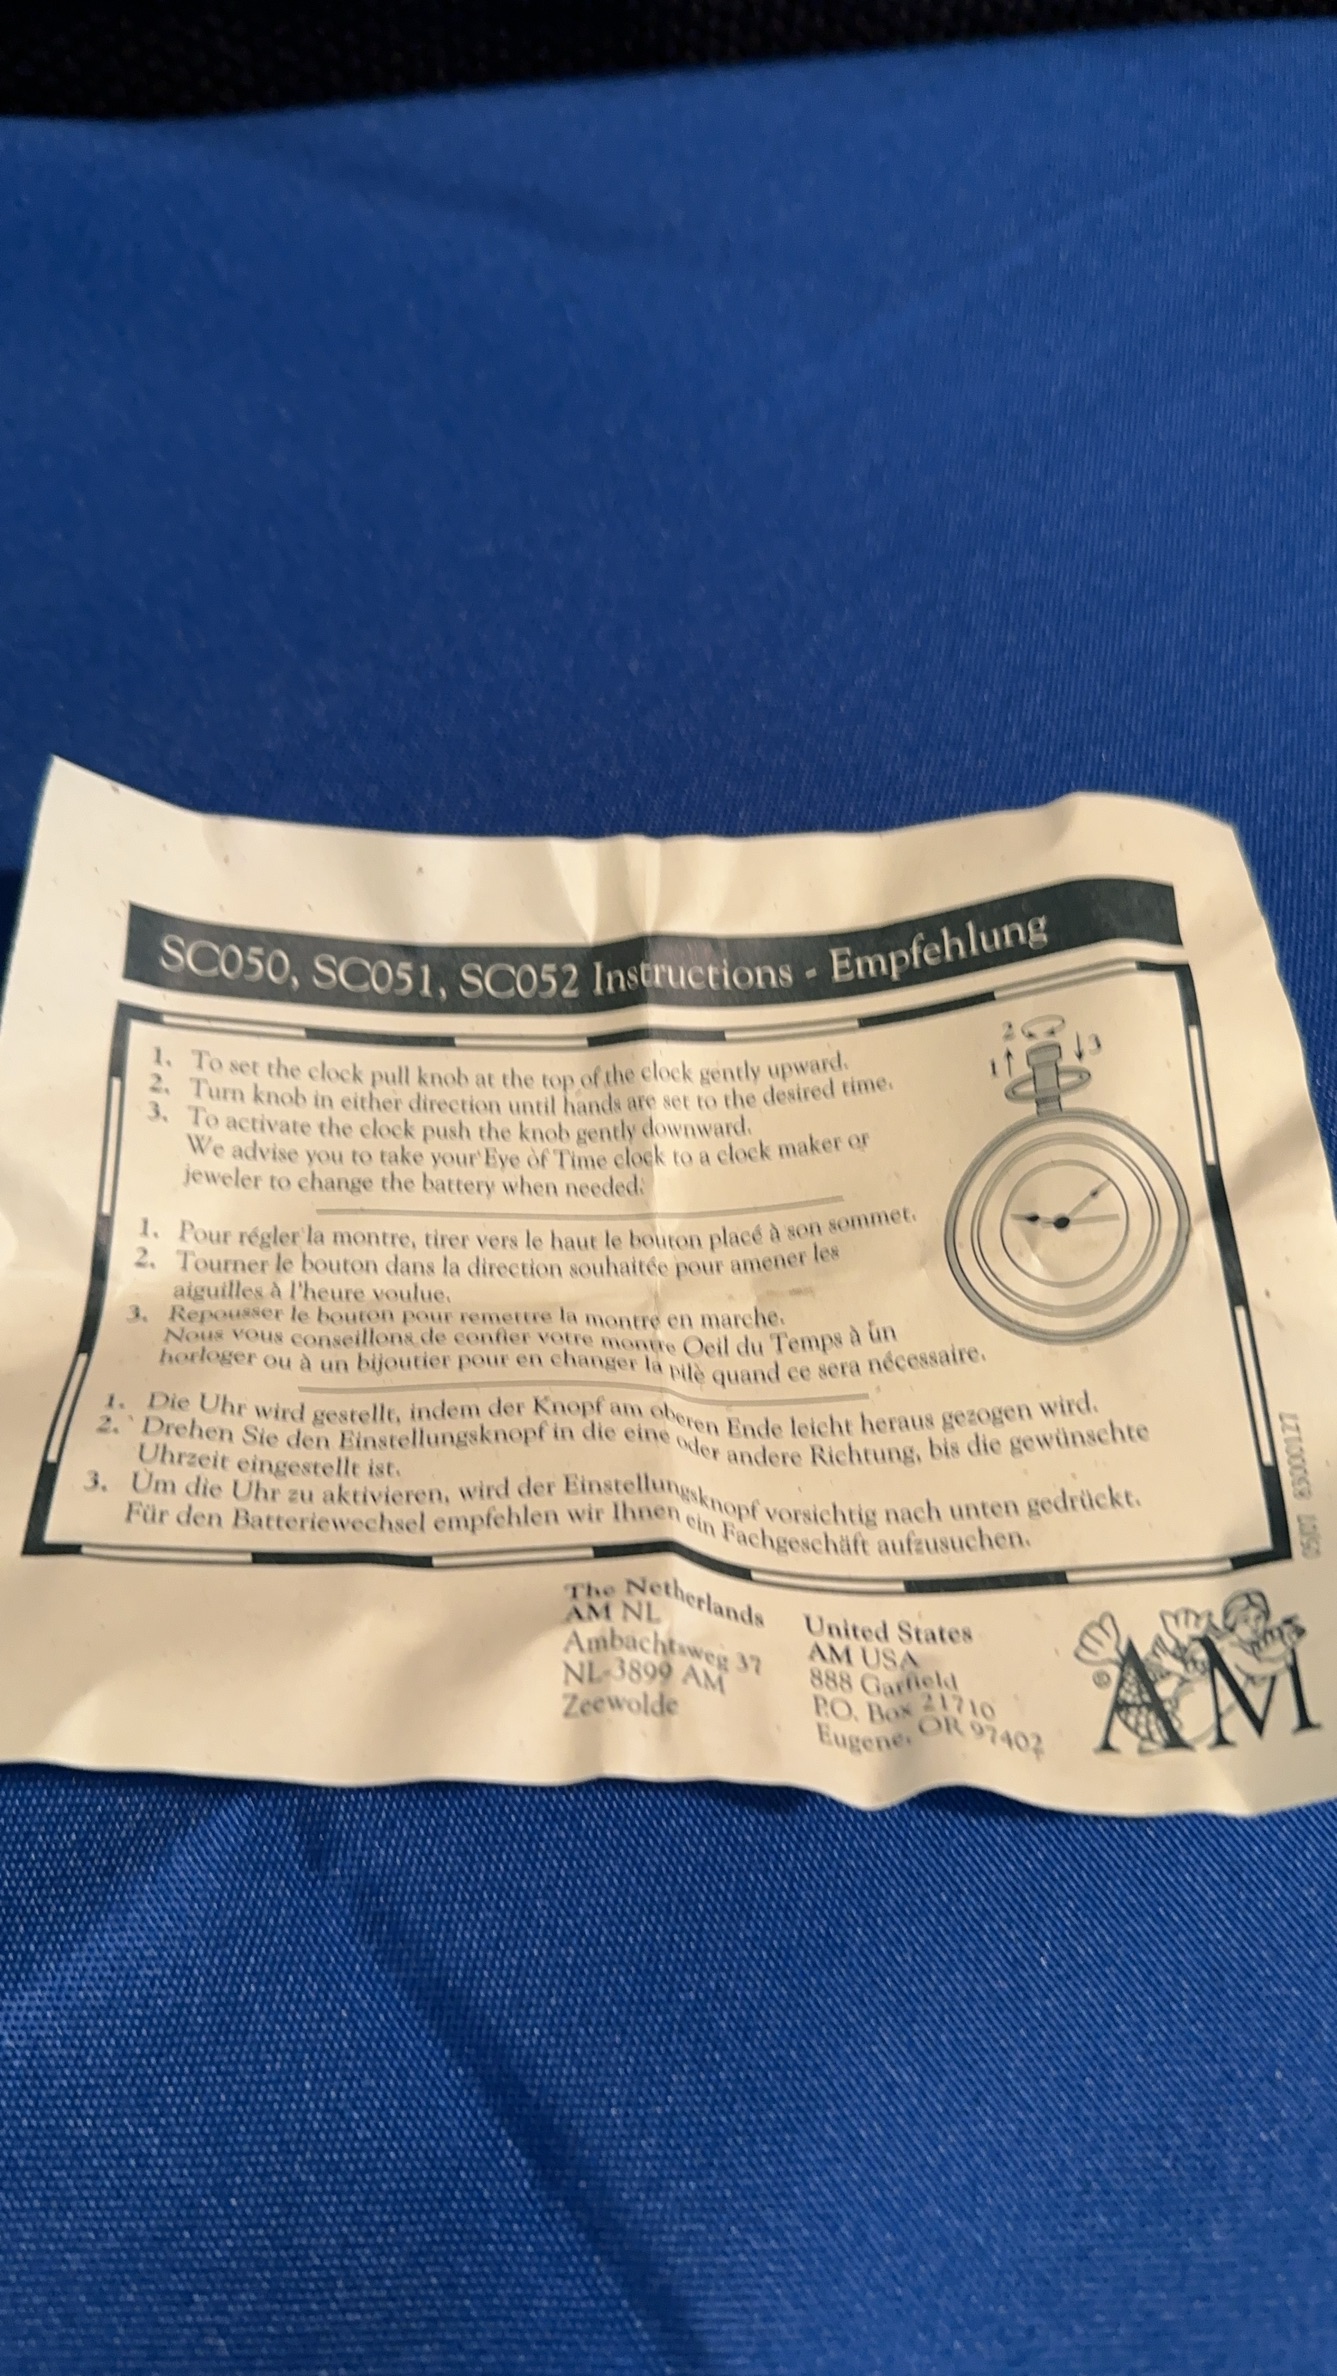 SC050, SC051, SC052 Instructions - Empfehlung
1. To set the clock pull knob at the top of the clock gently upward.
2. Turn knob in either direction until hands are set to the desired time.
3. To activate the clock push the knob gently downward.
We advise you to take your Eye of Time clock to a clock maker or
jeweler to change the battery when needed.
2
1
3
1. Pour régler la montre, tirer vers le haut le bouton placé à son sommet.
2. Tourner le bouton dans la direction souhaitée pour amener les
aiguilles à l'heure voulue.
3. Repousser le bouton pour remettre la montre en marche.
Nous vous conseillons de confier votre montre Oeil du Temps à un
horloger ou à un bijoutier pour en changer la pile quand ce sera nécessaire.
1. Die Uhr wird gestellt, indem der Knopf am oberen Ende leicht heraus gezogen wird.
2. Drehen Sie den Einstellungsknopf in die eine oder andere Richtung, bis die gewünschte
Uhrzeit eingestellt ist.
3. Um die Uhr zu aktivieren, wird der Einstellungsknopf vorsichtig nach unten gedrückt.
Für den Batteriewechsel empfehlen wir Ihnen ein Fachgeschäft aufzusuchen.
The Netherlands
AM NL
Ambachtsweg 37
NL-3899 AM
Zeewolde
United States
AM USA
888 Garfield
P.O. Box 21710
Eugene, OR 97402
©AM
0507 830000127